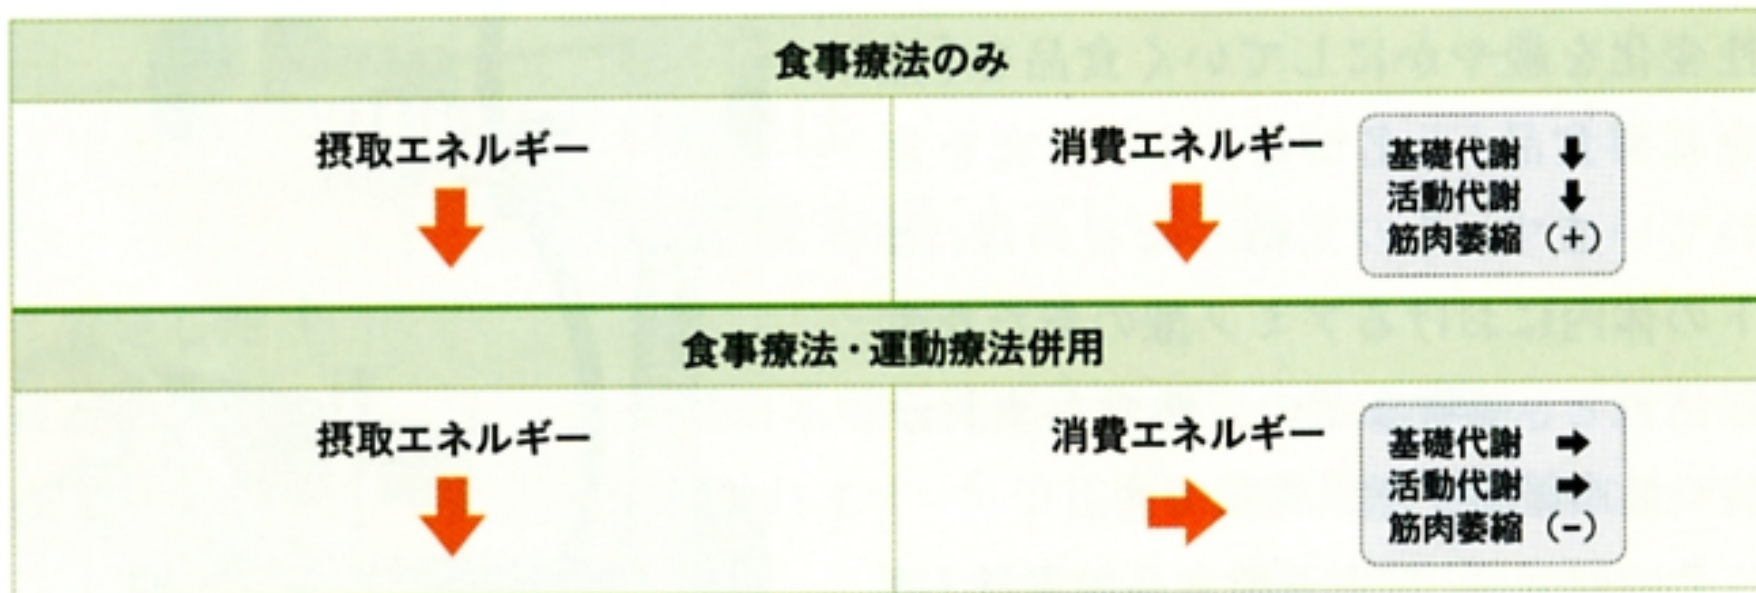 食事療法のみ
摂取エネルギー
消費エネルギー
基礎代謝 ⬇
活動代謝 ⬇
筋肉萎縮 (+)
食事療法・運動療法併用
摂取エネルギー
消費エネルギー
基礎代謝 ➡
活動代謝 ➡
筋肉萎縮 (−)